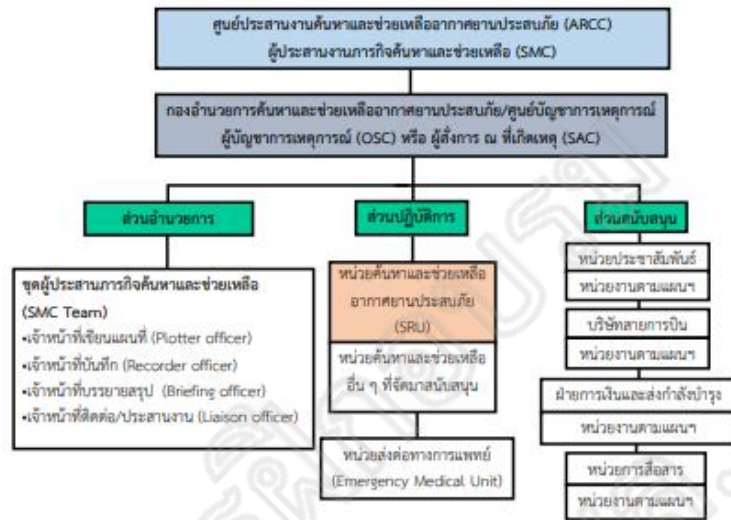 ศูนย์ประสานงานค้นหาและช่วยเหลืออากาศยานประสบภัย (ARCC)
ผู้ประสานงานภารกิจค้นหาและช่วยเหลือ (SMC)
กองอำนวยการค้นหาและช่วยเหลืออากาศยานประสบภัย/ศูนย์บัญชาการเหตุการณ์
ผู้บัญชาการเหตุการณ์ (OSC) หรือ ผู้สั่งการ ณ ที่เกิดเหตุ (SAC)
ส่วนอำนวยการ
ชุดผู้ประสานภารกิจค้นหาและช่วยเหลือ
(SMC Team)
•เจ้าหน้าที่เขียนแผนที่ (Plotter officer)
•เจ้าหน้าที่บันทึก (Recorder officer)
•เจ้าหน้าที่บรรยายสรุป (Briefing officer)
•เจ้าหน้าที่ติดต่อ/ประสานงาน (Liaison officer)
ส่วนปฏิบัติการ
หน่วยค้นหาและช่วยเหลือ
อากาศยานประสบภัย
(SRU)
หน่วยค้นหาและช่วยเหลือ
อื่น ๆ ที่จัดมาสนับสนุน
หน่วยส่งต่อทางการแพทย์
(Emergency Medical Unit)
ส่วนสนับสนุน
หน่วยประชาสัมพันธ์
หน่วยงานตามแผนฯ
บริษัทสายการบิน
หน่วยงานตามแผนฯ
ฝ่ายการเงินและส่งกำลังบำรุง
หน่วยงานตามแผนฯ
หน่วยการสื่อสาร
หน่วยงานตามแผนฯ